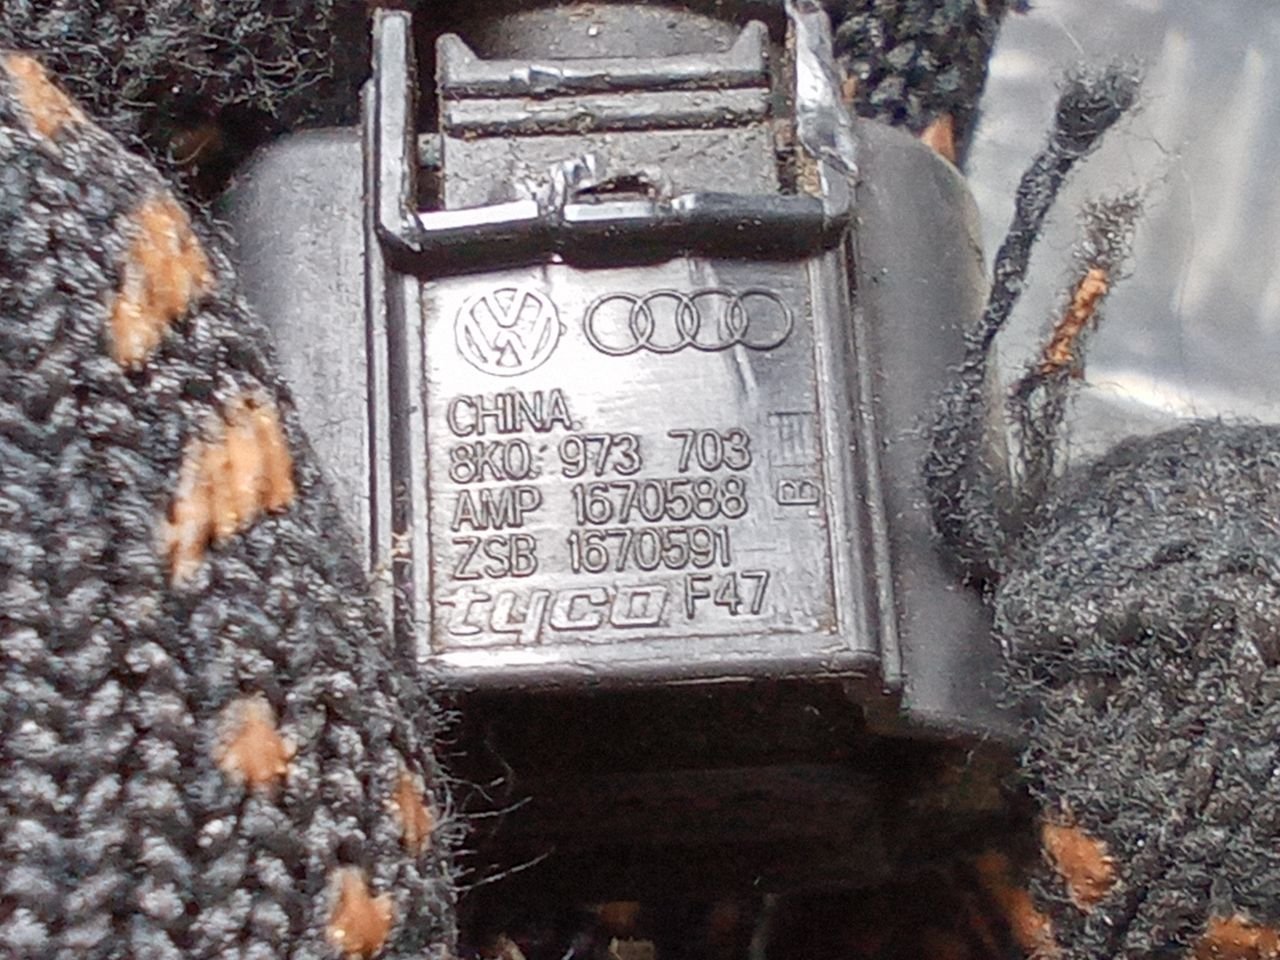 CHINA
8K0 973 703
AMP 1670588
ZSB 1670591
tyco F47